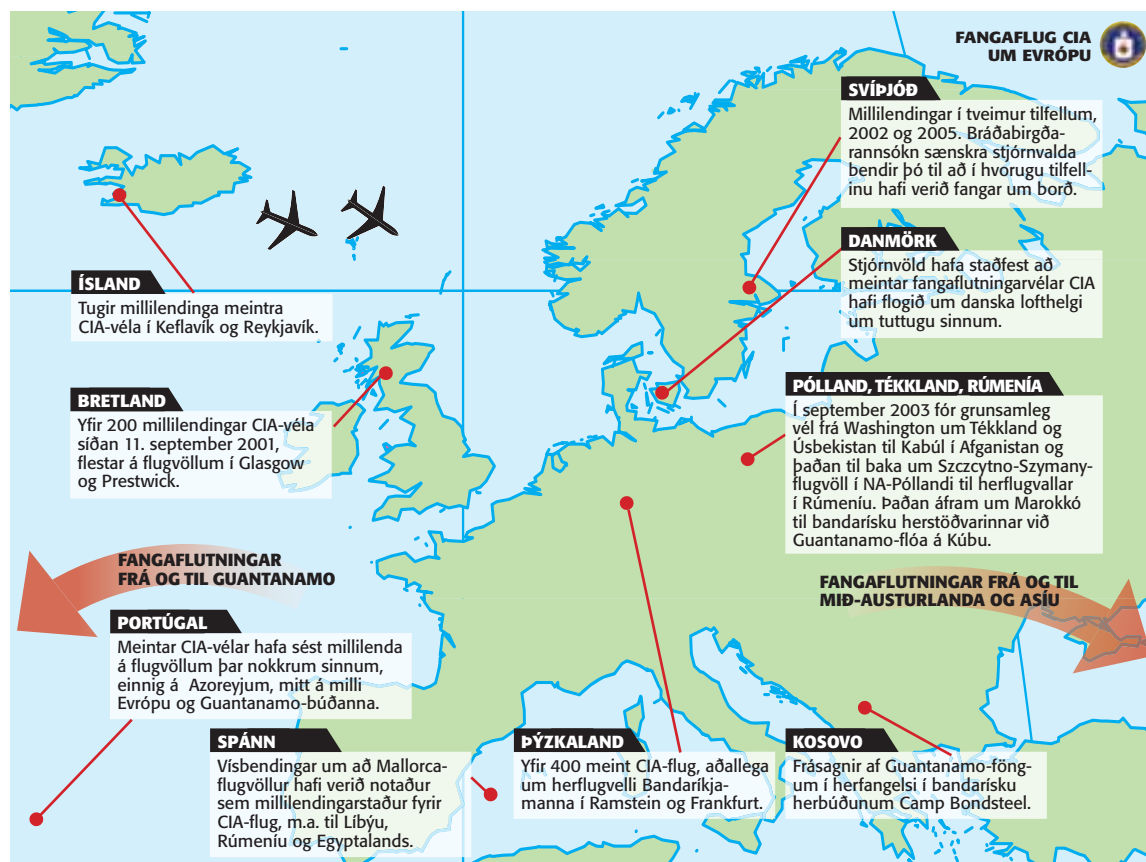 FANGAFLUG CIA
UM EVRÓPU
SVÍÞJÓÐ
Millilendingar í tveimur tilfellum,
2002 og 2005. Bráðabirgða-
rannsókn sænskra stjórnvalda
bendir þó til að í hvorugu tilfell-
inu hafi verið fangar um borð.
DANMÖRK
Stjórnvöld hafa staðfest að
meintar fangaflutningarvélar CIA
hafi flogið um danska lofthelgi
um tuttugu sinnum.
ÍSLAND
Tugir millilendinga meintra
CIA-véla í Keflavík og Reykjavík.
BRETLAND
Yfir 200 millilendingar CIA-véla
síðan 11. september 2001,
flestar á flugvöllum í Glasgow
og Prestwick.
PÓLLAND, TÉKKLAND, RÚMENÍA
Í september 2003 fór grunsamleg
vél frá Washington um Tékkland og
Úsbekistan til Kabúl í Afganistan og
þaðan til baka um Szczcytno-Szymany-
flugvöll í NA-Póllandi til herflugvallar
í Rúmeníu. Þaðan áfram um Marokkó
til bandarísku herstöðvarinnar við
Guantanamo-flóa á Kúbu.
FANGAFLUTNINGAR
FRÁ OG TIL GUANTANAMO
FANGAFLUTNINGAR FRÁ OG TIL
MIÐ-AUSTURLANDA OG ASÍU
PORTÚGAL
Meintar CIA-vélar hafa sést millilenda
á flugvöllum þar nokkrum sinnum,
einnig á Azoreyjum, mitt á milli
Evrópu og Guantanamo-búðanna.
SPÁNN
Vísbendingar um að Mallorca-
flugvöllur hafi verið notaður
sem millilendingarstaður fyrir
CIA-flug, m.a. til Líbýu,
Rúmeníu og Egyptalands.
ÞÝZKALAND
Yfir 400 meint CIA-flug, aðallega
um herflugvelli Bandaríkja-
manna í Ramstein og Frankfurt.
KOSOVO
Frásagnir af Guantanamo-föng-
um í herfangelsi í bandarísku
herbúðunum Camp Bondsteel.